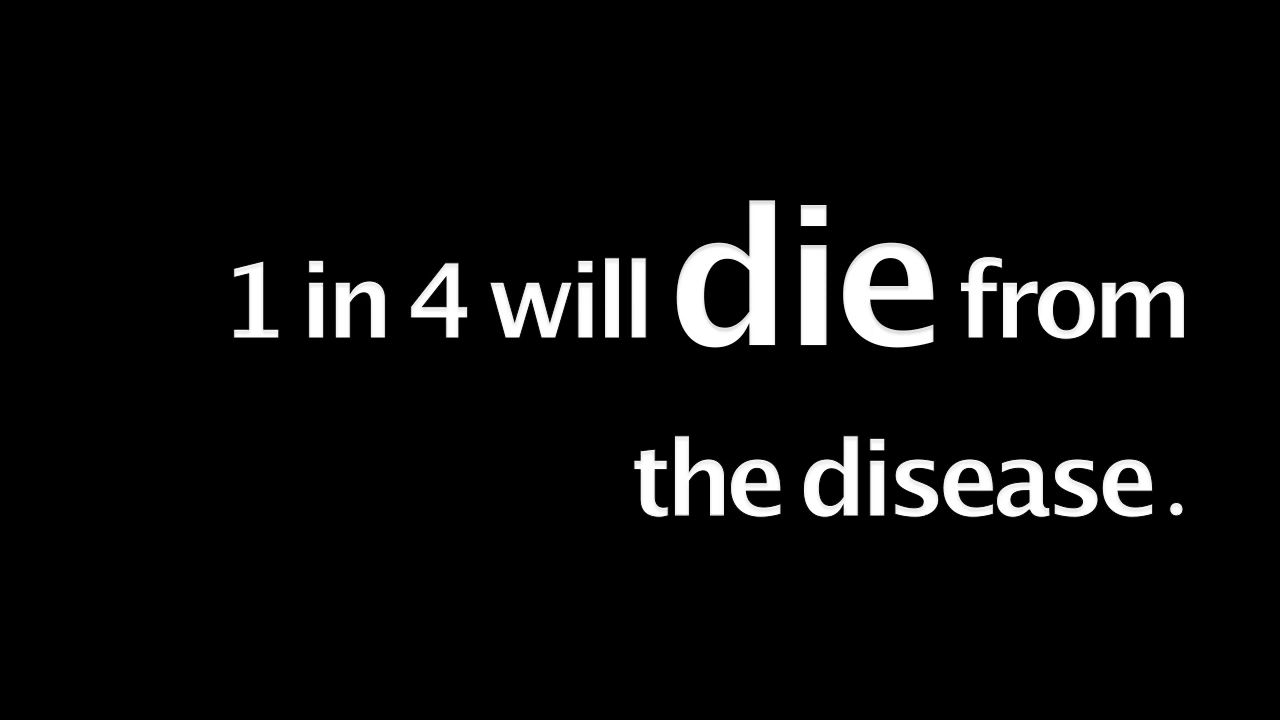 1 in 4 will die from
the disease.